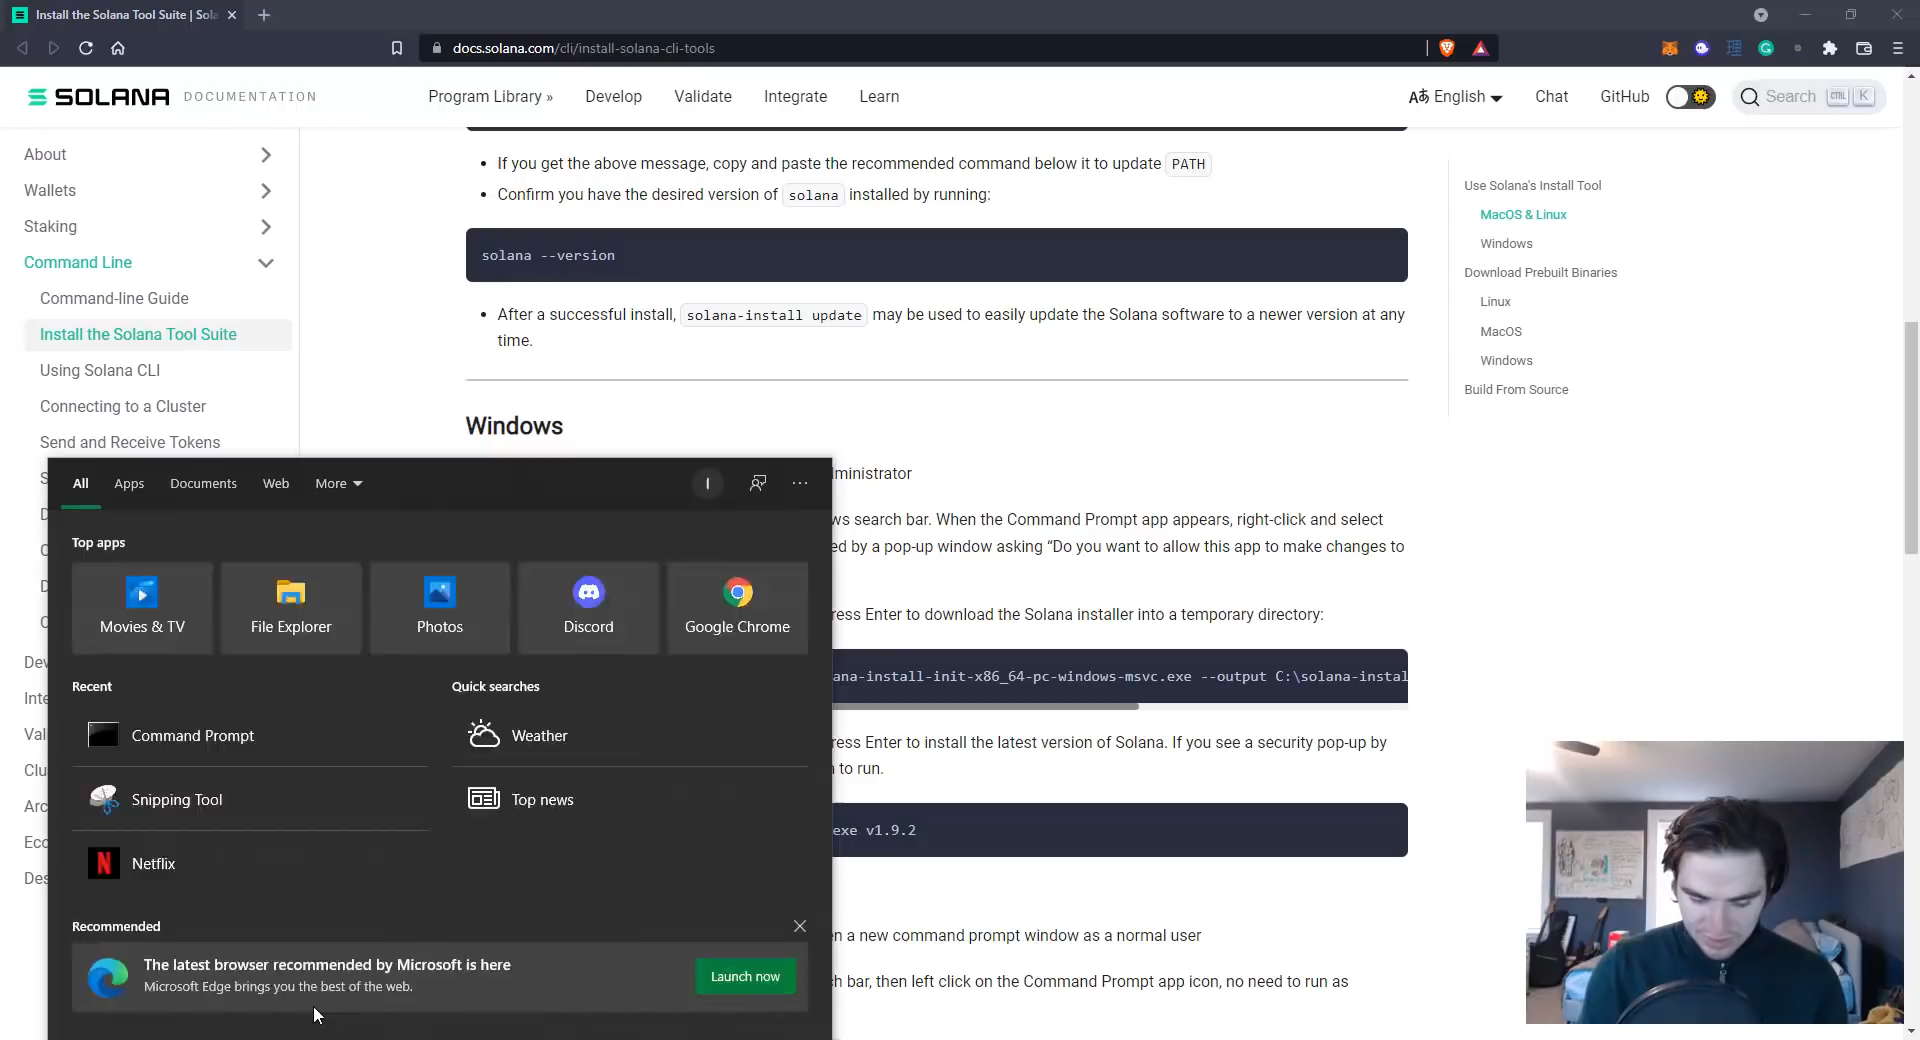 Install the Solana Tool Suite | Sola
docs.solana.com/cli/install-solana-cli-tools
SOLANA DOCUMENTATION
Program Library »
Develop
Validate
Integrate
Learn
English
Chat
GitHub
Search CTRL K
About
Wallets
Staking
Command Line
Command-line Guide
Install the Solana Tool Suite
Using Solana CLI
Connecting to a Cluster
Send and Receive Tokens
S
D
C
D
C
Dev
Inte
Vali
Clu
Arc
Eco
Des
If you get the above message, copy and paste the recommended command below it to update PATH
Confirm you have the desired version of solana installed by running:
solana --version
After a successful install, solana-install update may be used to easily update the Solana software to a newer version at any
time.
Windows
ministrator
ws search bar. When the Command Prompt app appears, right-click and select
ed by a pop-up window asking “Do you want to allow this app to make changes to
ress Enter to download the Solana installer into a temporary directory:
ana-install-init-x86_64-pc-windows-msvc.exe --output C:\solana-instal
ress Enter to install the latest version of Solana. If you see a security pop-up by
to run.
exe v1.9.2
n a new command prompt window as a normal user
h bar, then left click on the Command Prompt app icon, no need to run as
Use Solana's Install Tool
MacOS & Linux
Windows
Download Prebuilt Binaries
Linux
MacOS
Windows
Build From Source
All
Apps
Documents
Web
More
I
Top apps
Movies & TV
File Explorer
Photos
Discord
Google Chrome
Recent
Command Prompt
Snipping Tool
Netflix
Quick searches
Weather
Top news
Recommended
The latest browser recommended by Microsoft is here
Microsoft Edge brings you the best of the web.
Launch now